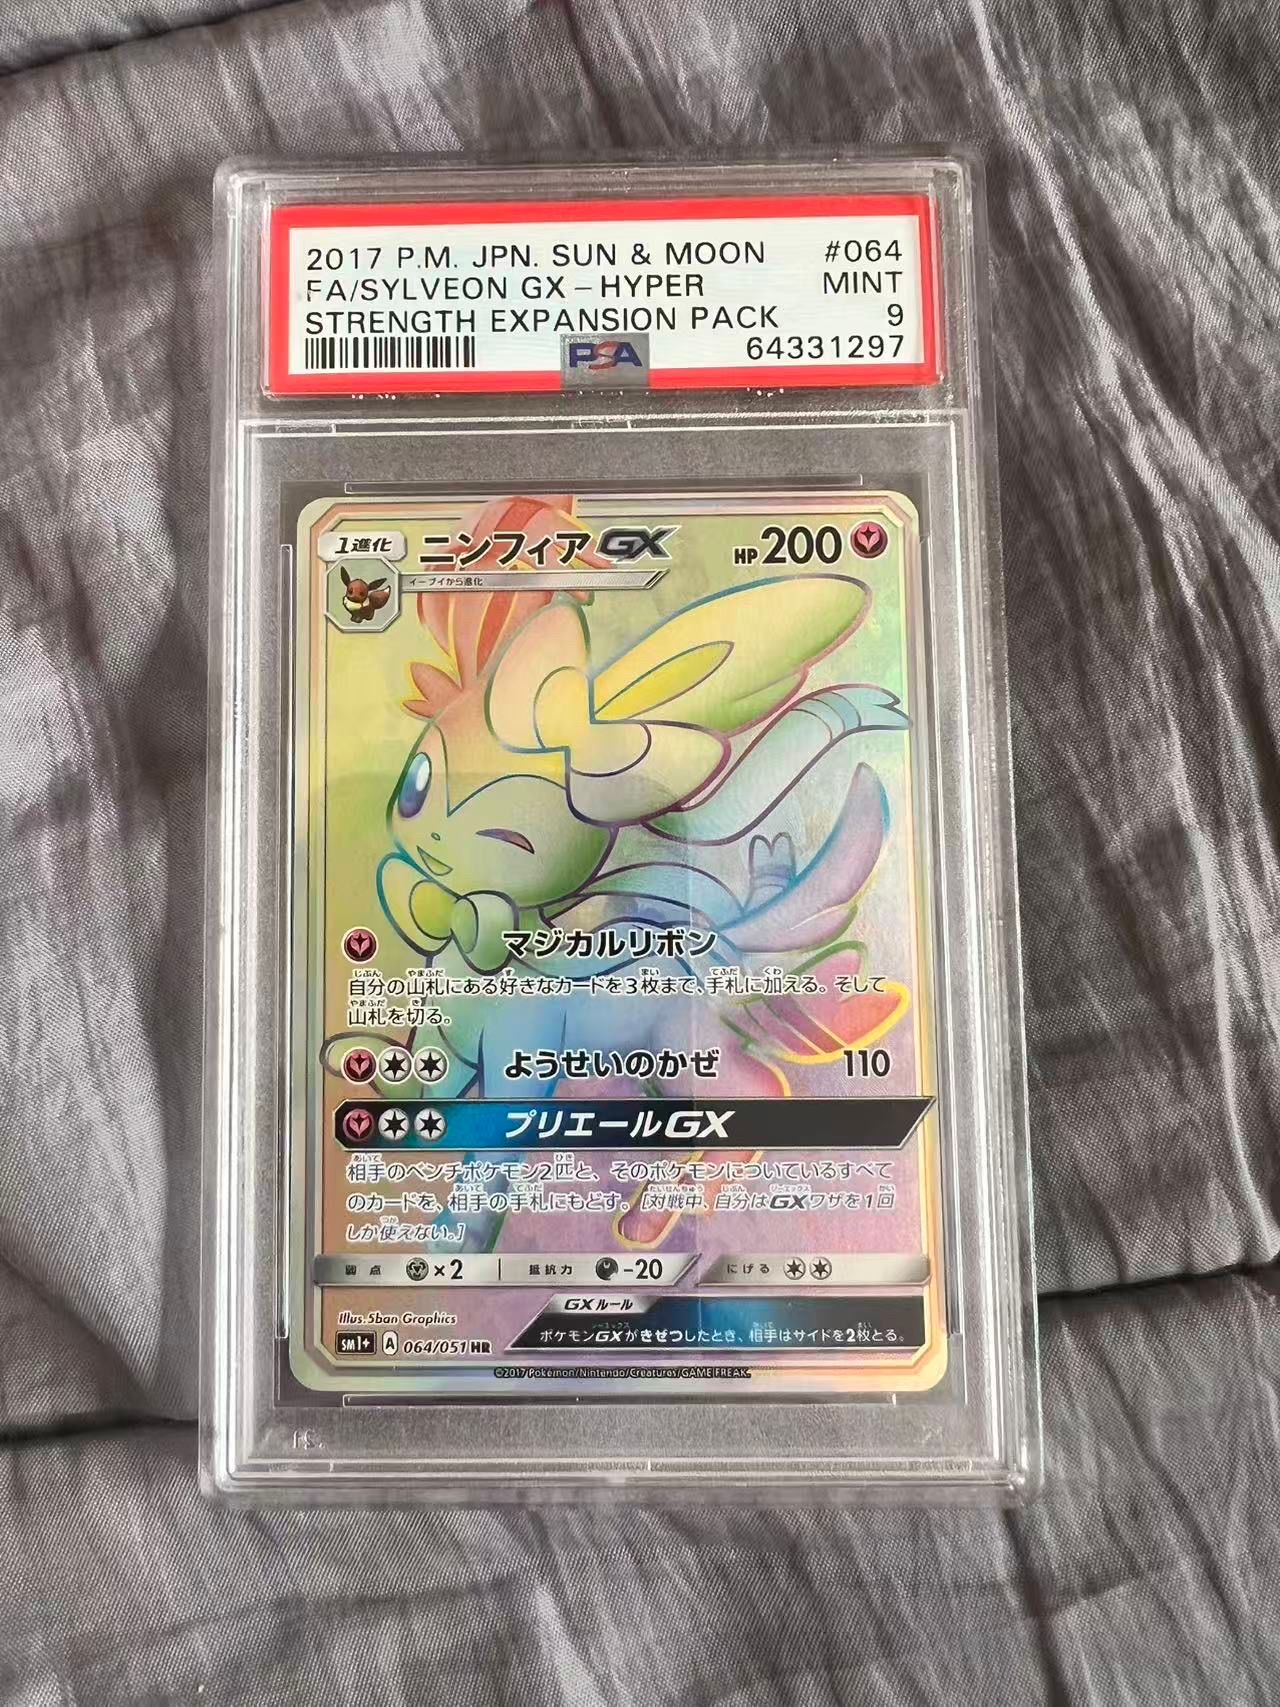 2017 P.M. JPN. SUN & MOON #064
FA/SYLVEON GX-HYPER MINT
STRENGTH EXPANSION PACK 9
PSA 64331297
1進化 ニンフィアGX HP200
イーブイから進化
マジカルリボン
自分の山札にある好きなカードを3枚まで、手札に加える。そして
山札を切る。
ようせいのかぜ 110
プリエールGX
相手のベンチポケモン2匹と、そのポケモンについているすべて
のカードを、相手の手札にもどす。[対戦中、自分はGXワザを1回
しか使えない。]
弱点 ×2 抵抗力 -20 にげる
GXルール
Illus. 5ban Graphics
ポケモンGXがきぜつしたとき、相手はサイドを2枚とる。
SM1+ A 064/051 HR
©2017 Pokémon/Nintendo/Creatures/GAME FREAK.